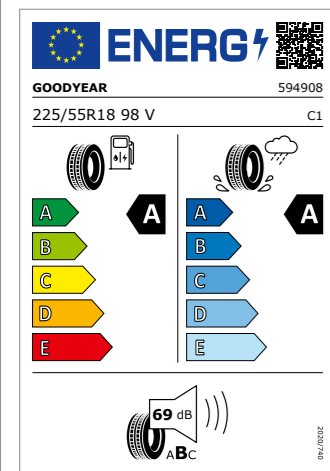 ENERG
GOODYEAR 594908
225/55R18 98 V C1
A A A A
B B
C C
D D
E E
69 dB
ABC
2020/740